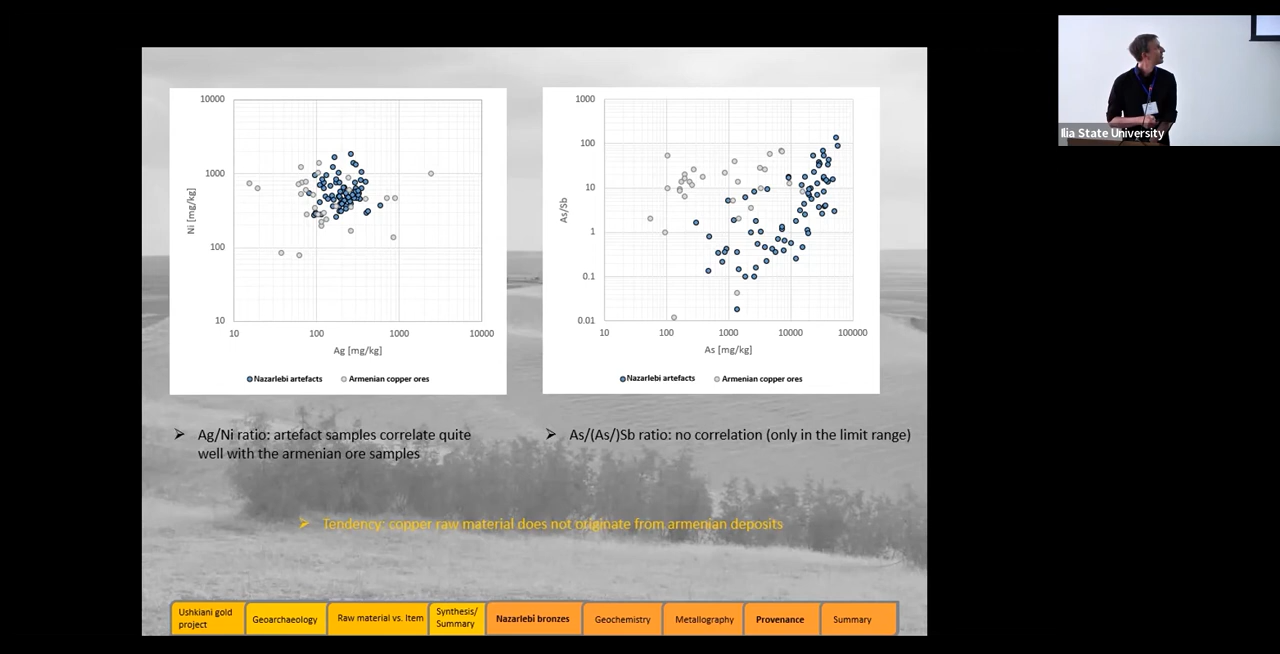 Ilia State University
10000
1000
100
10
Ni [mg/kg]
10
100
1000
10000
Ag [mg/kg]
Nazarlebi artefacts
Armenian copper ores
1000
100
10
1
0.1
0.01
As/Sb
10
100
1000
10000
100000
As [mg/kg]
Nazarlebi artefacts
Armenian copper ores
➢ Ag/Ni ratio: artefact samples correlate quite
well with the armenian ore samples
➢ As/(As/)Sb ratio: no correlation (only in the limit range)
➢ Tendency: copper raw material does not originate from armenian deposits
Ushkiani gold
project
Geoarchaeology
Raw material vs. Item
Synthesis/
Summary
Nazarlebi bronzes
Geochemistry
Metallography
Provenance
Summary